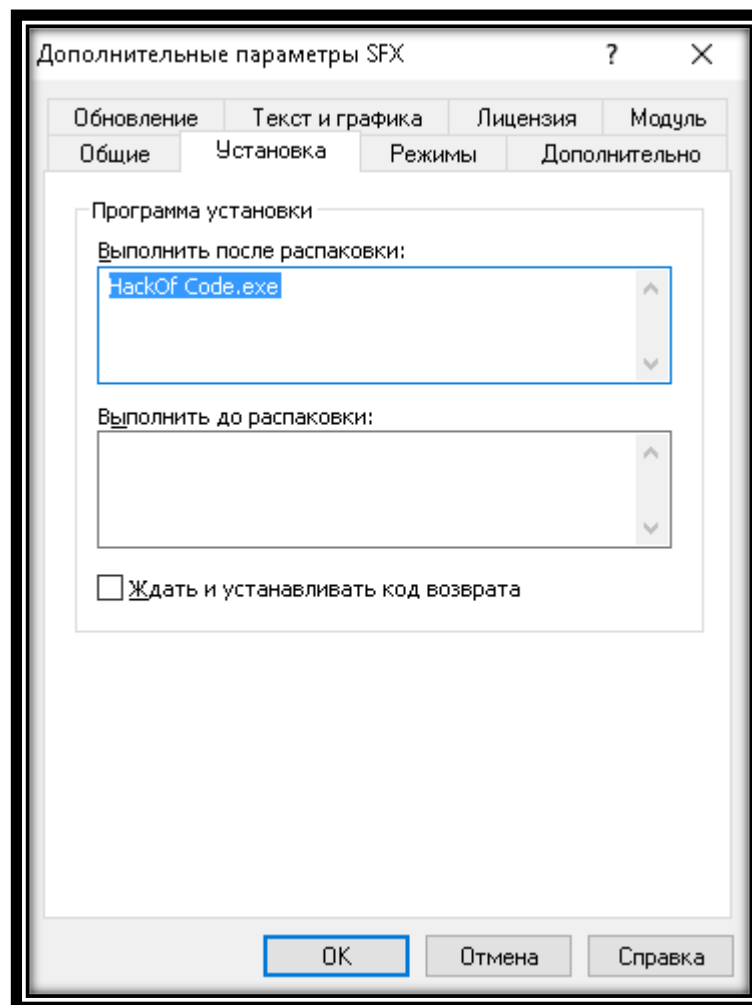 Дополнительные параметры SFX
Обновление Текст и графика Лицензия Модуль
Общие Установка Режимы Дополнительно
Программа установки
Выполнить после распаковки:
HackOf Code.exe
Выполнить до распаковки:
Ждать и устанавливать код возврата
OK Отмена Справка